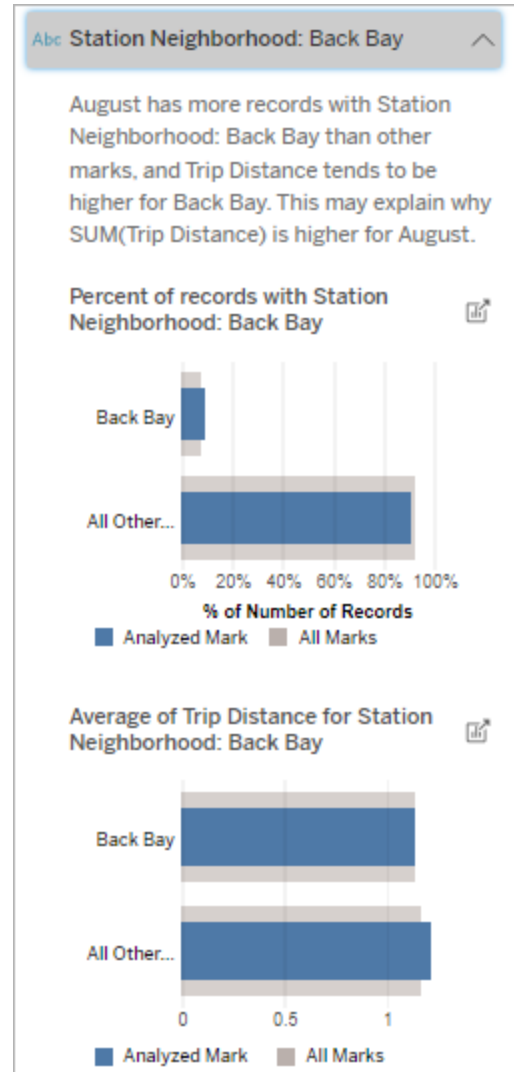 Abc Station Neighborhood: Back Bay
August has more records with Station
Neighborhood: Back Bay than other
marks, and Trip Distance tends to be
higher for Back Bay. This may explain why
SUM(Trip Distance) is higher for August.
Percent of records with Station
Neighborhood: Back Bay
Back Bay
All Other...
0% 20% 40% 60% 80% 100%
% of Number of Records
Analyzed Mark All Marks
Average of Trip Distance for Station
Neighborhood: Back Bay
Back Bay
All Other...
0 0.5 1
Analyzed Mark All Marks